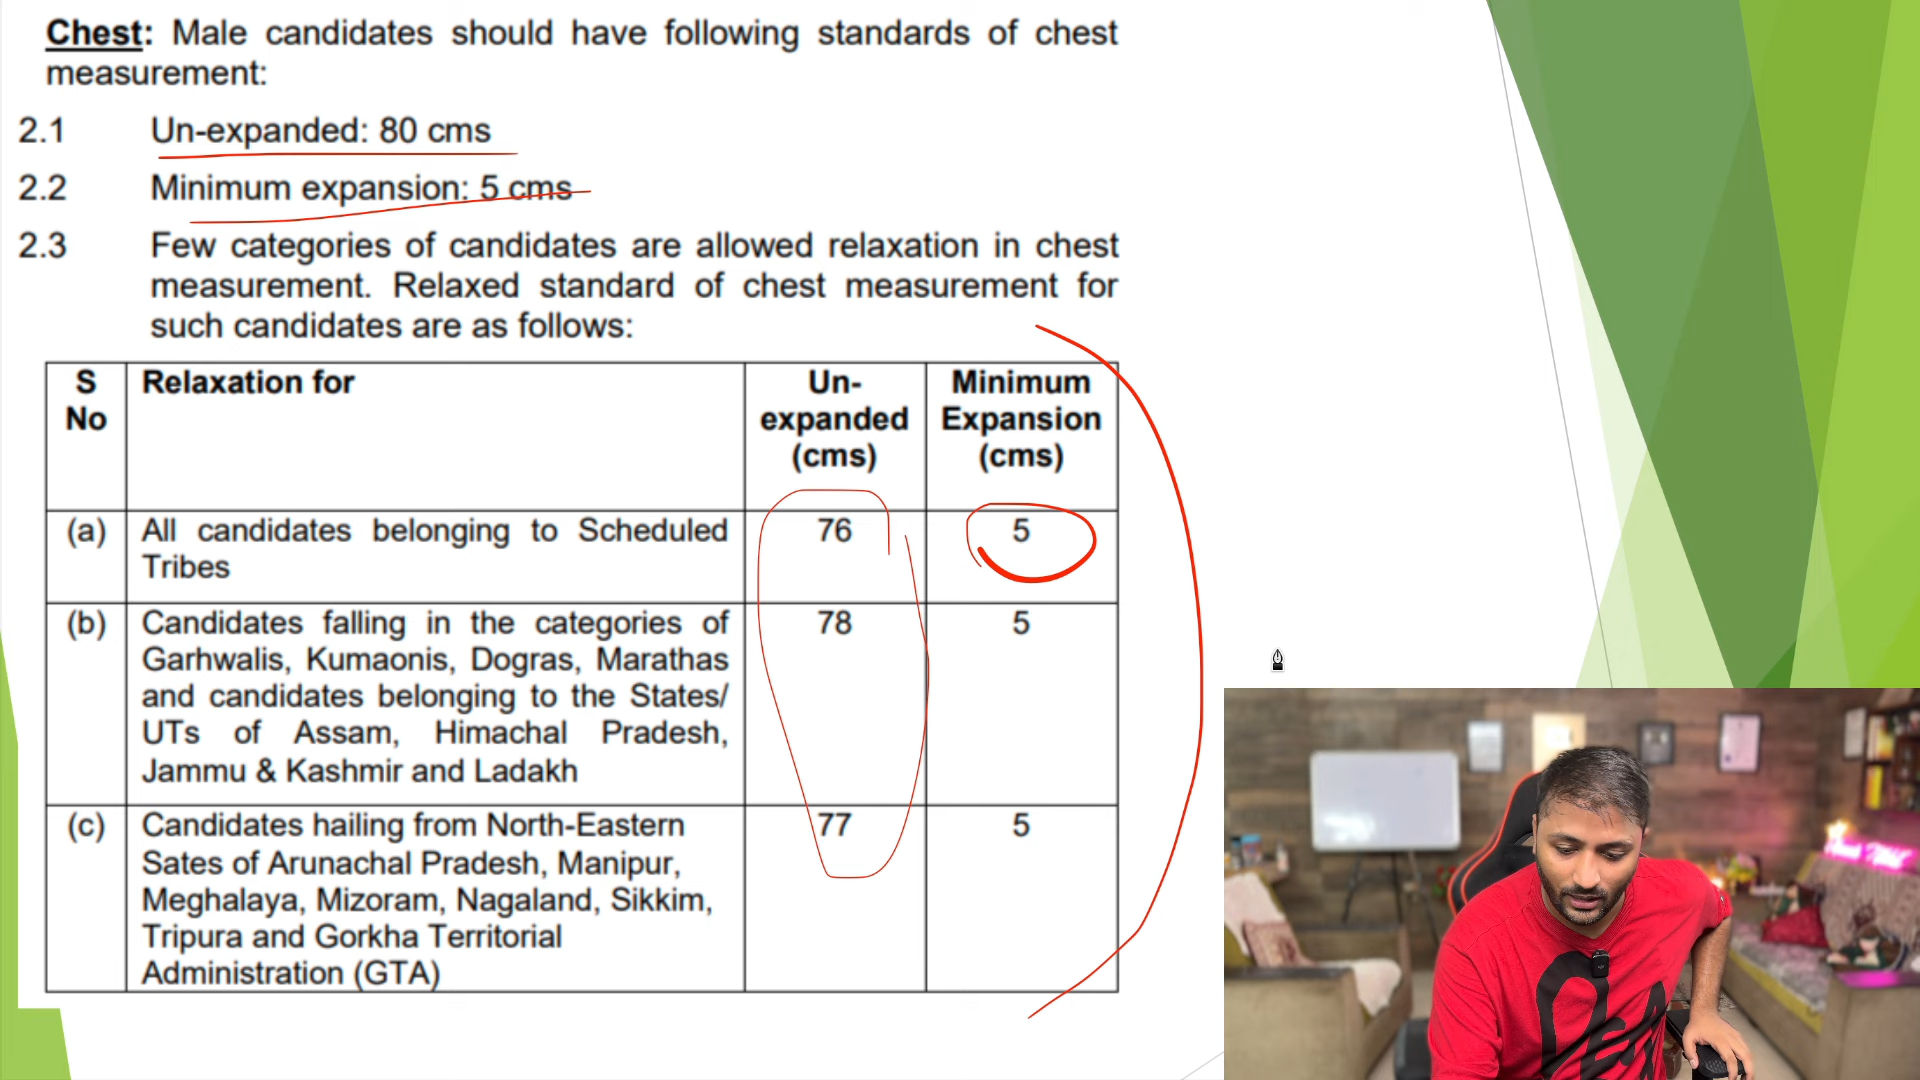 Chest: Male candidates should have following standards of chest
measurement:
2.1 Un-expanded: 80 cms
2.2 Minimum expansion: 5 cms
2.3 Few categories of candidates are allowed relaxation in chest
measurement. Relaxed standard of chest measurement for
such candidates are as follows:
S No
Relaxation for
Un-expanded (cms)
Minimum Expansion (cms)
(a) All candidates belonging to Scheduled 76 5
Tribes
(b) Candidates falling in the categories of 78 5
Garhwalis, Kumaonis, Dogras, Marathas
and candidates belonging to the States/
UTs of Assam, Himachal Pradesh,
Jammu & Kashmir and Ladakh
(c) Candidates hailing from North-Eastern 77 5
Sates of Arunachal Pradesh, Manipur,
Meghalaya, Mizoram, Nagaland, Sikkim,
Tripura and Gorkha Territorial
Administration (GTA)